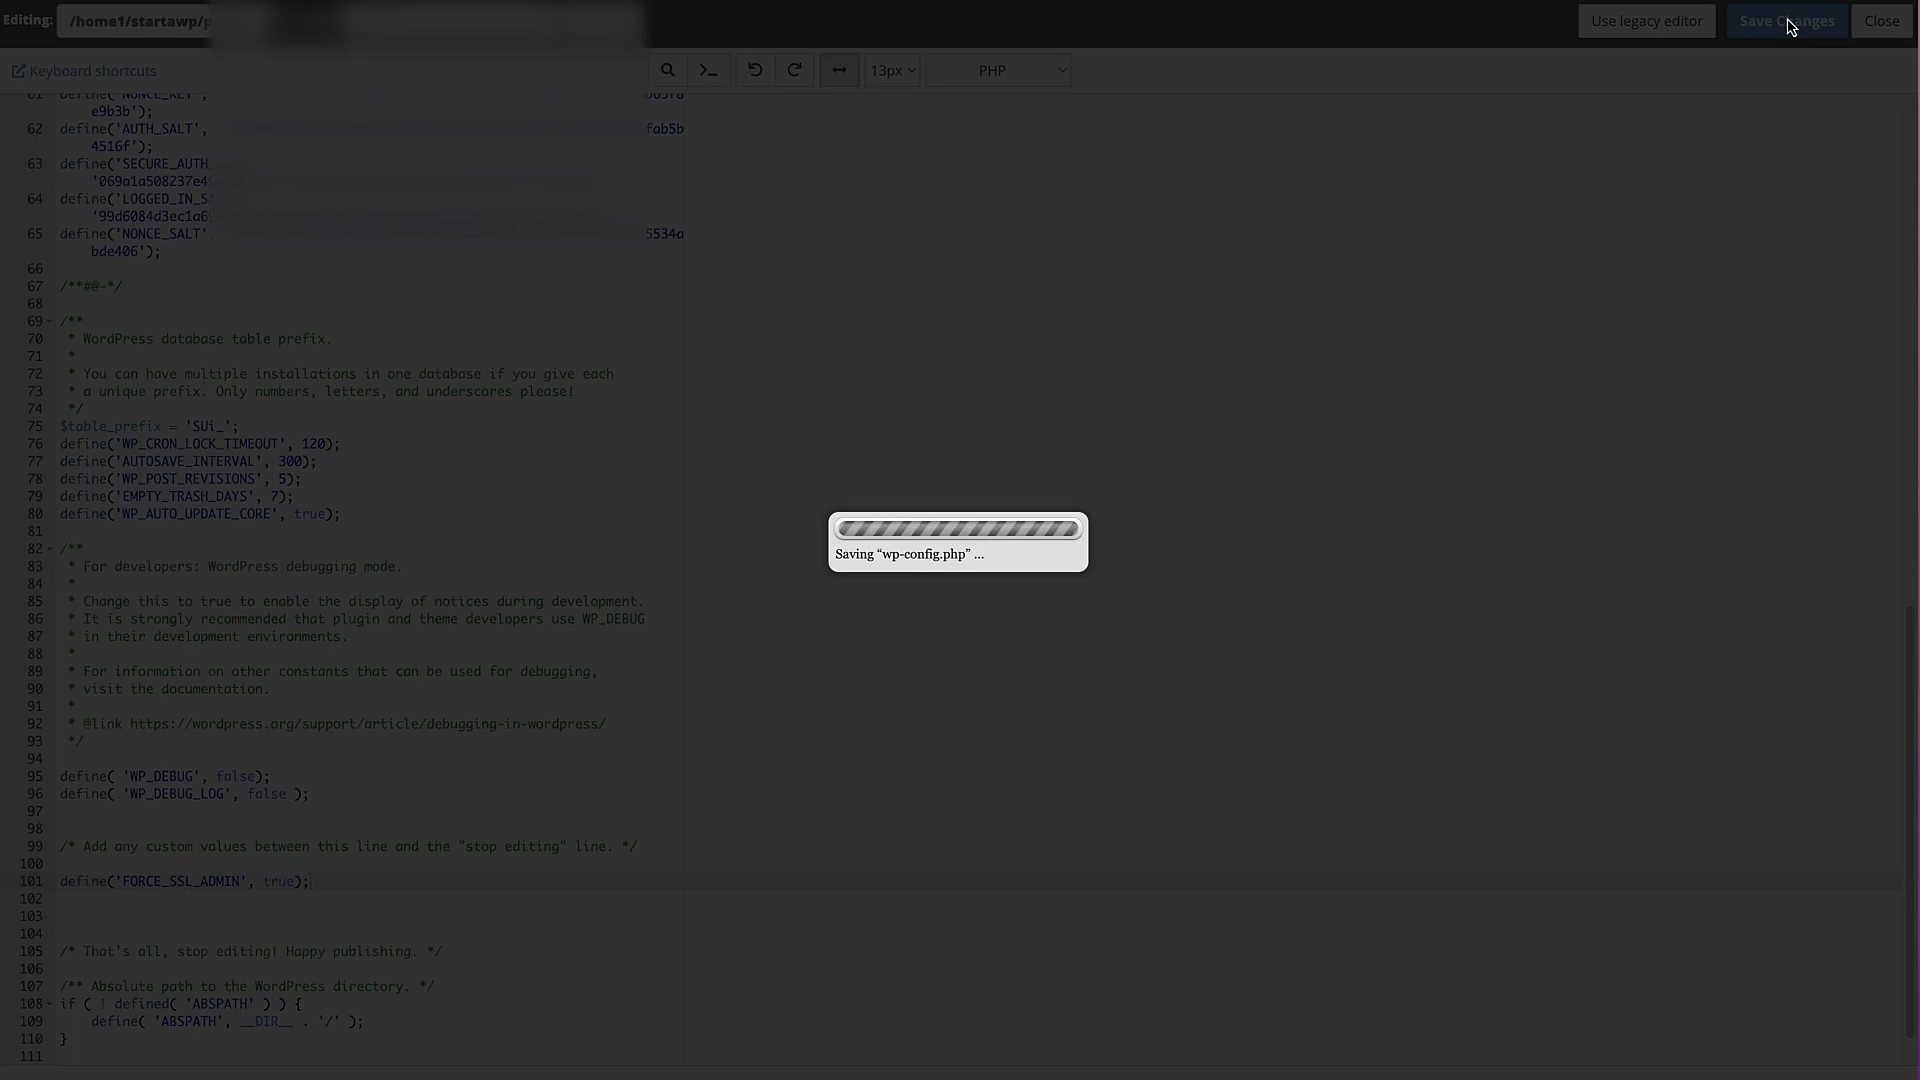 Editing: /home1/startawp/p
Use legacy editor
Save Changes
Close
Keyboard shortcuts
13px
PHP
61 define('NONCE_KEY',
e9b3b');
62 define('AUTH_SALT', fab5b
4516f');
63 define('SECURE_AUTH
'069a1a508237e49
64 define('LOGGED_IN_SA
'99d6084d3ec1a69
65 define('NONCE_SALT', 5534a
bde406');
66
67 /**#@-*/
68
69 /**
70 * WordPress database table prefix.
71 *
72 * You can have multiple installations in one database if you give each
73 * a unique prefix. Only numbers, letters, and underscores please!
74 */
75 $table_prefix = 'SUi_';
76 define('WP_CRON_LOCK_TIMEOUT', 120);
77 define('AUTOSAVE_INTERVAL', 300);
78 define('WP_POST_REVISIONS', 5);
79 define('EMPTY_TRASH_DAYS', 7);
80 define('WP_AUTO_UPDATE_CORE', true);
81
82 /**
83 * For developers: WordPress debugging mode.
84 *
85 * Change this to true to enable the display of notices during development.
86 * It is strongly recommended that plugin and theme developers use WP_DEBUG
87 * in their development environments.
88 *
89 * For information on other constants that can be used for debugging,
90 * visit the documentation.
91 *
92 * @link https://wordpress.org/support/article/debugging-in-wordpress/
93 */
94
95 define( 'WP_DEBUG', false);
96 define( 'WP_DEBUG_LOG', false );
97
98
99 /* Add any custom values between this line and the "stop editing" line. */
100
101 define('FORCE_SSL_ADMIN', true);
102
103
104
105 /* That's all, stop editing! Happy publishing. */
106
107 /** Absolute path to the WordPress directory. */
108 if ( ! defined( 'ABSPATH' ) ) {
109 define( 'ABSPATH', __DIR__ . '/' );
110 }
111
Saving “wp-config.php” ...